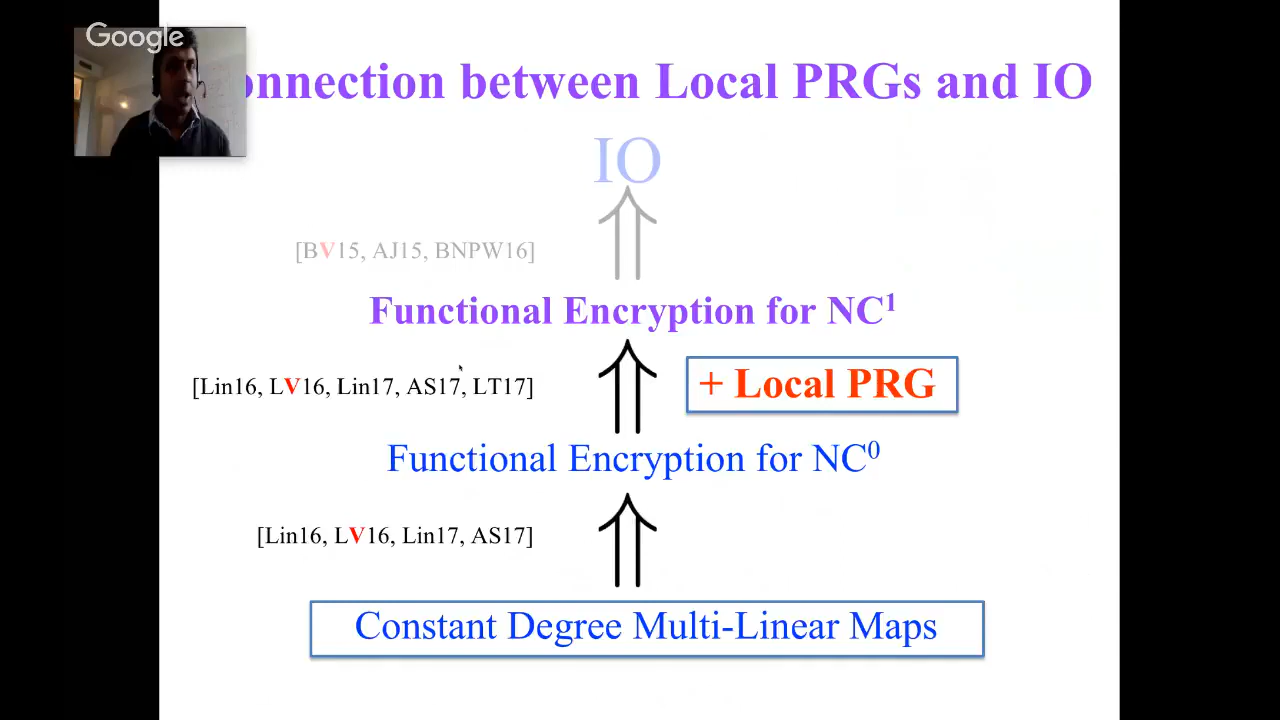 Google
onnection between Local PRGs and IO
IO
[BV15, AJ15, BNPW16]
Functional Encryption for NC¹
[Lin16, LV16, Lin17, AS17, LT17]
+ Local PRG
Functional Encryption for NC⁰
[Lin16, LV16, Lin17, AS17]
Constant Degree Multi-Linear Maps